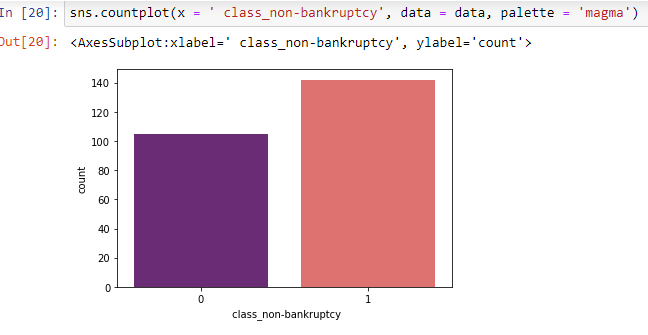 In [20]: sns.countplot(x = ' class_non-bankruptcy', data = data, palette = 'magma')
Out[20]: <AxesSubplot:xlabel=' class_non-bankruptcy', ylabel='count'>
140
120
100
80
60
40
20
0
count
0 1
class_non-bankruptcy